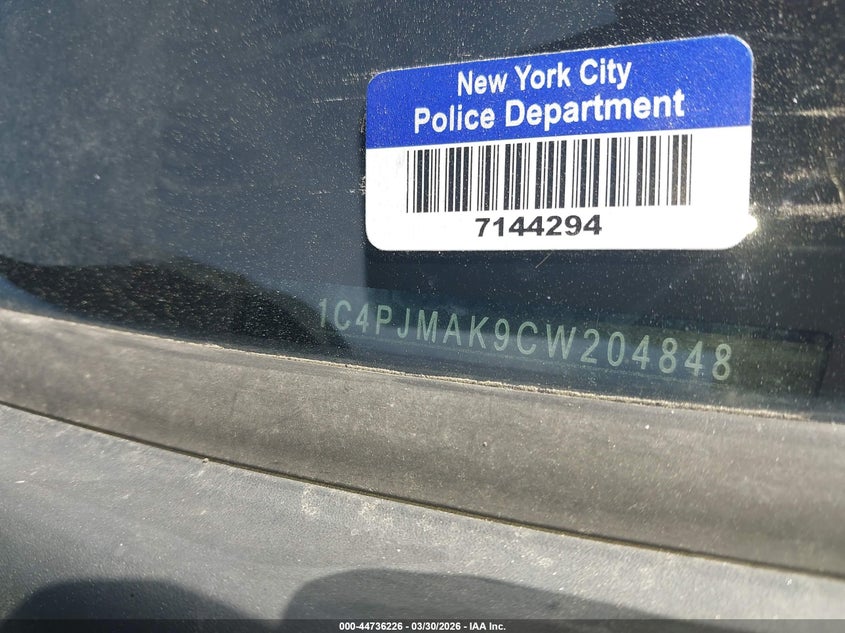 New York City
Police Department
7144294
1C4PJMAK9CW204848
000-44736226 - 03/30/2026 - IAA Inc.